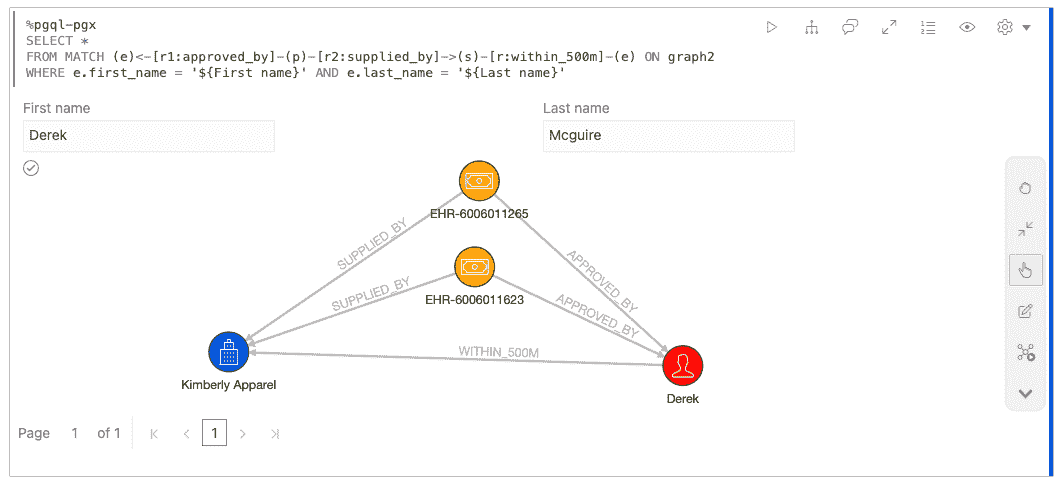 %pgql-pgx
SELECT *
FROM MATCH (e)<-[r1:approved_by]-(p)-[r2:supplied_by]->(s)-[r:within_500m]-(e) ON graph2
WHERE e.first_name = '${First name}' AND e.last_name = '${Last name}'
First name
Last name
Derek
Mcguire
EHR-6006011265
SUPPLIED_BY
APPROVED_BY
EHR-6006011623
SUPPLIED_BY
APPROVED_BY
WITHIN_500M
Kimberly Apparel
Derek
Page 1 of 1 1